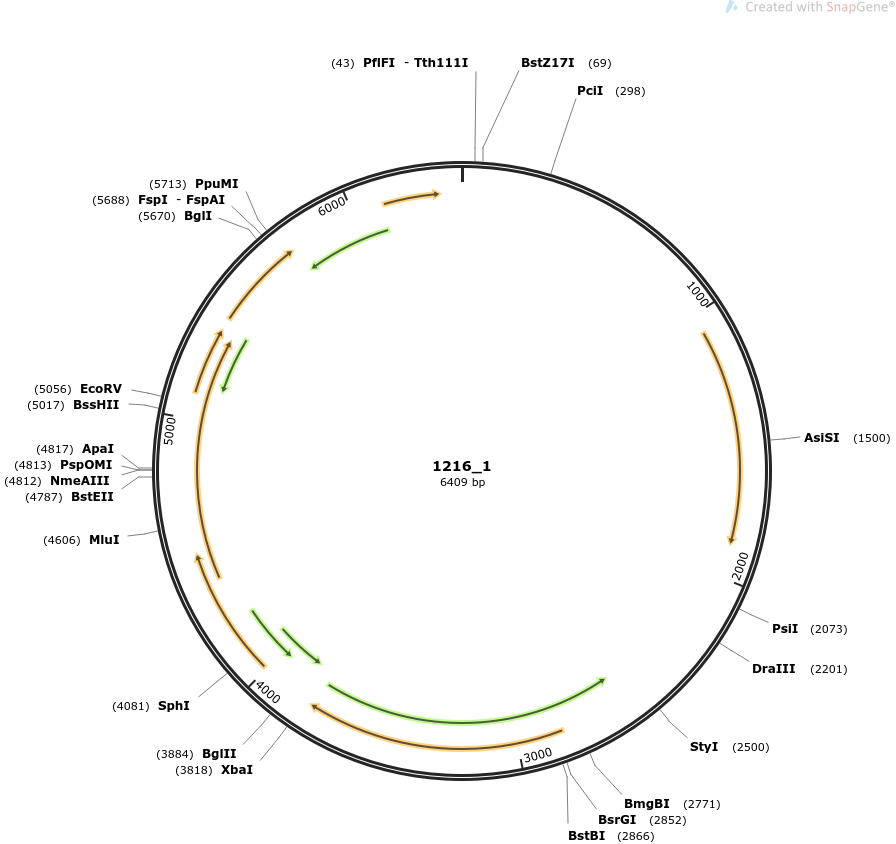 Created with SnapGene®
(43) PflFI - Tth111I
BstZ17I (69)
PciI (298)
(5713) PpuMI
(5688) FspI - FspAI
(5670) BglI
6000
1000
(5056) EcoRV
(5017) BssHII
5000
AsiSI (1500)
(4817) ApaI
(4813) PspOMI
(4812) NmeAIII
(4787) BstEII
1216_1
6409 bp
(4606) MluI
2000
PsiI (2073)
DraIII (2201)
4000
(4081) SphI
StyI (2500)
(3884) BglII
(3818) XbaI
3000
BmgBI (2771)
BsrGI (2852)
BstBI (2866)